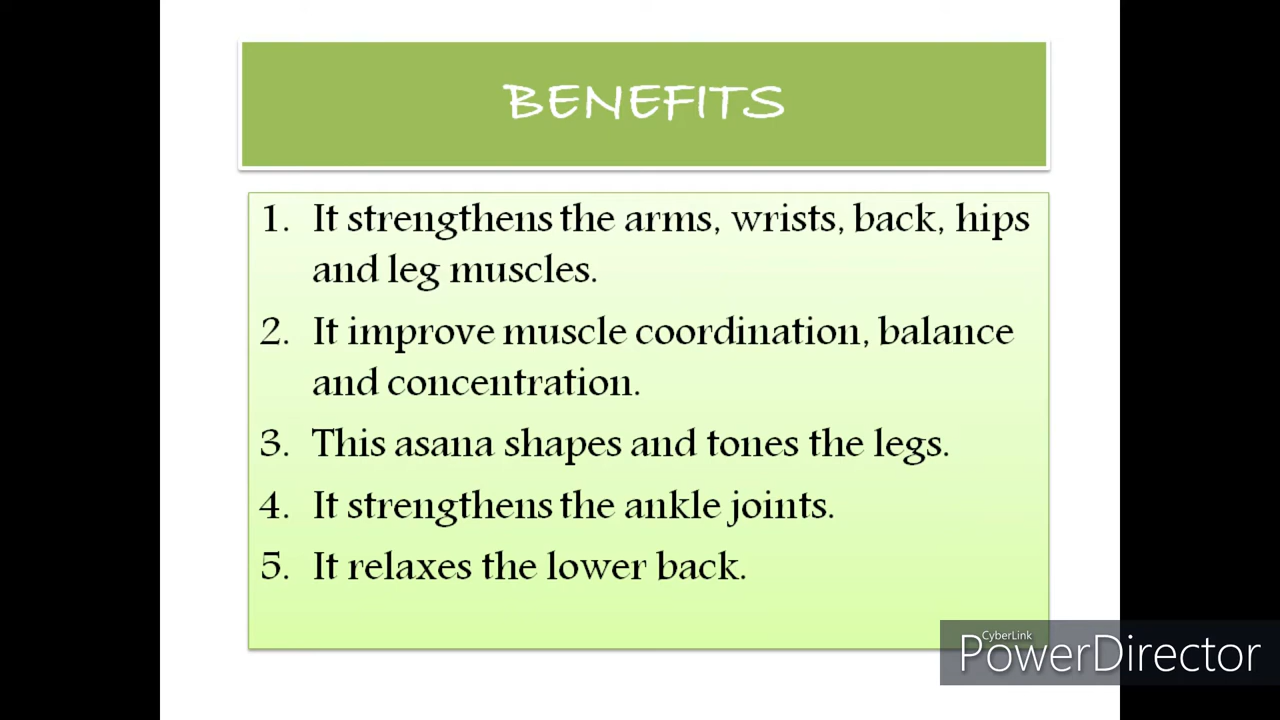 BENEFITS
1. It strengthens the arms, wrists, back, hips
and leg muscles.
2. It improve muscle coordination, balance
and concentration.
3. This asana shapes and tones the legs.
4. It strengthens the ankle joints.
5. It relaxes the lower back.
CyberLink
PowerDirector